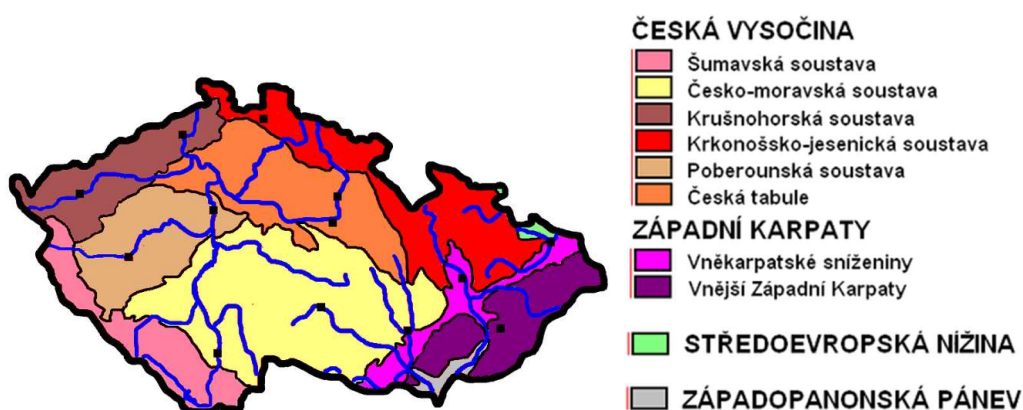 ČESKÁ VYSOČINA
Šumavská soustava
Česko-moravská soustava
Krušnohorská soustava
Krkonošsko-jesenická soustava
Poberounská soustava
Česká tabule
ZÁPADNÍ KARPATY
Vněkarpatské sníženiny
Vnější Západní Karpaty
STŘEDOEVROPSKÁ NÍŽINA
ZÁPADOPANONSKÁ PÁNEV